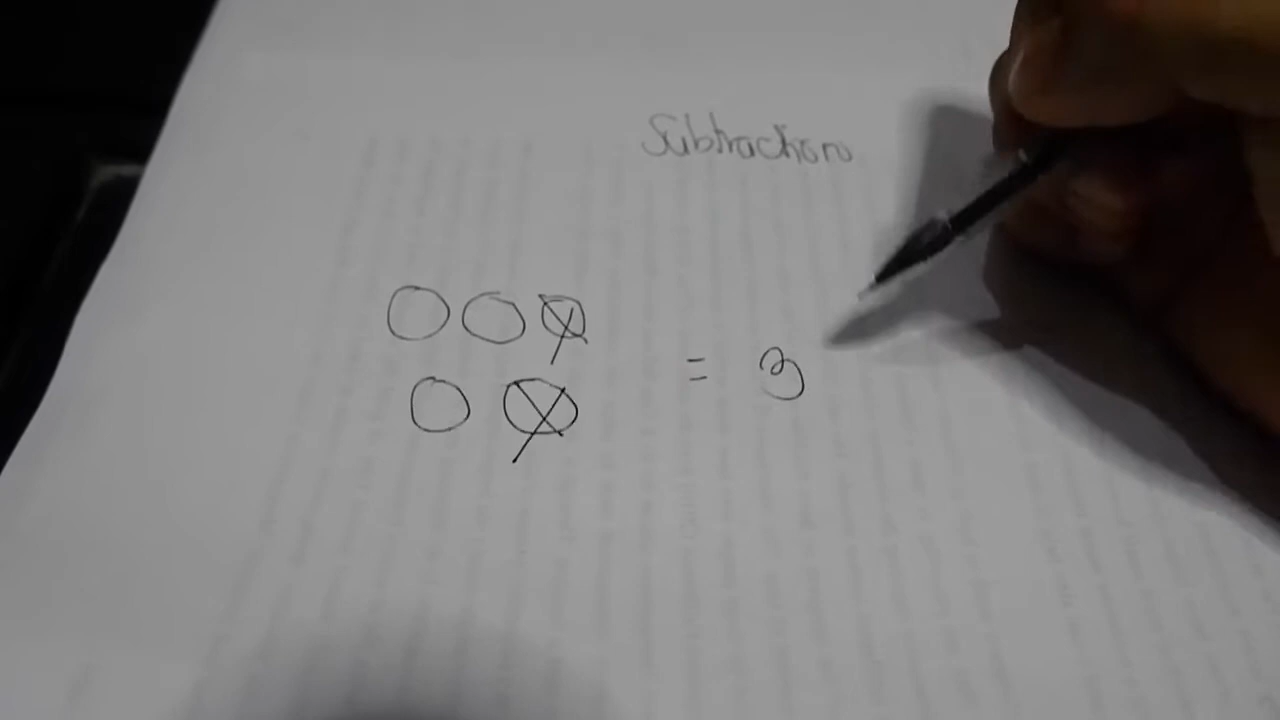 Subtraction
= 3